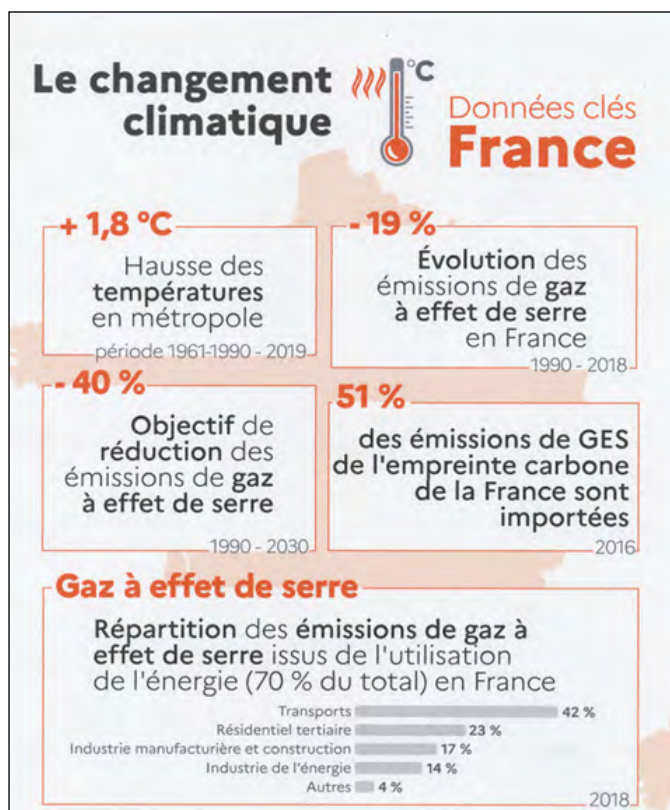 Le changement
climatique
°C
Données clés
France
+ 1,8 °C
Hausse des
températures
en métropole
période 1961-1990 - 2019
- 19 %
Évolution des
émissions de gaz
à effet de serre
en France
1990 - 2018
- 40 %
Objectif de
réduction des
émissions de gaz
à effet de serre
1990 - 2030
51 %
des émissions de GES
de l'empreinte carbone
de la France sont
importées
2016
Gaz à effet de serre
Répartition des émissions de gaz à
effet de serre issus de l'utilisation
de l'énergie (70 % du total) en France
Transports 42 %
Résidentiel tertiaire 23 %
Industrie manufacturière et construction 17 %
Industrie de l'énergie 14 %
Autres 4 %
2018